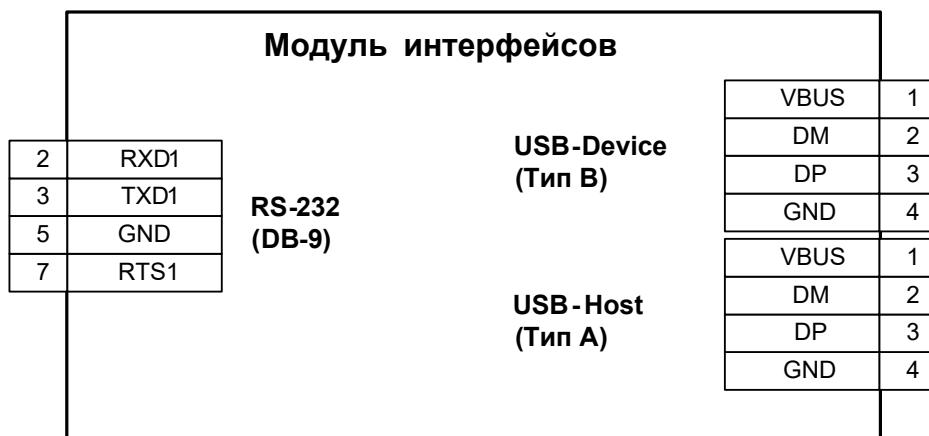 Модуль интерфейсов
2 RXD1
3 TXD1
5 GND
7 RTS1
RS-232
(DB-9)
USB-Device
(Тип B)
VBUS 1
DM 2
DP 3
GND 4
USB-Host
(Тип A)
VBUS 1
DM 2
DP 3
GND 4